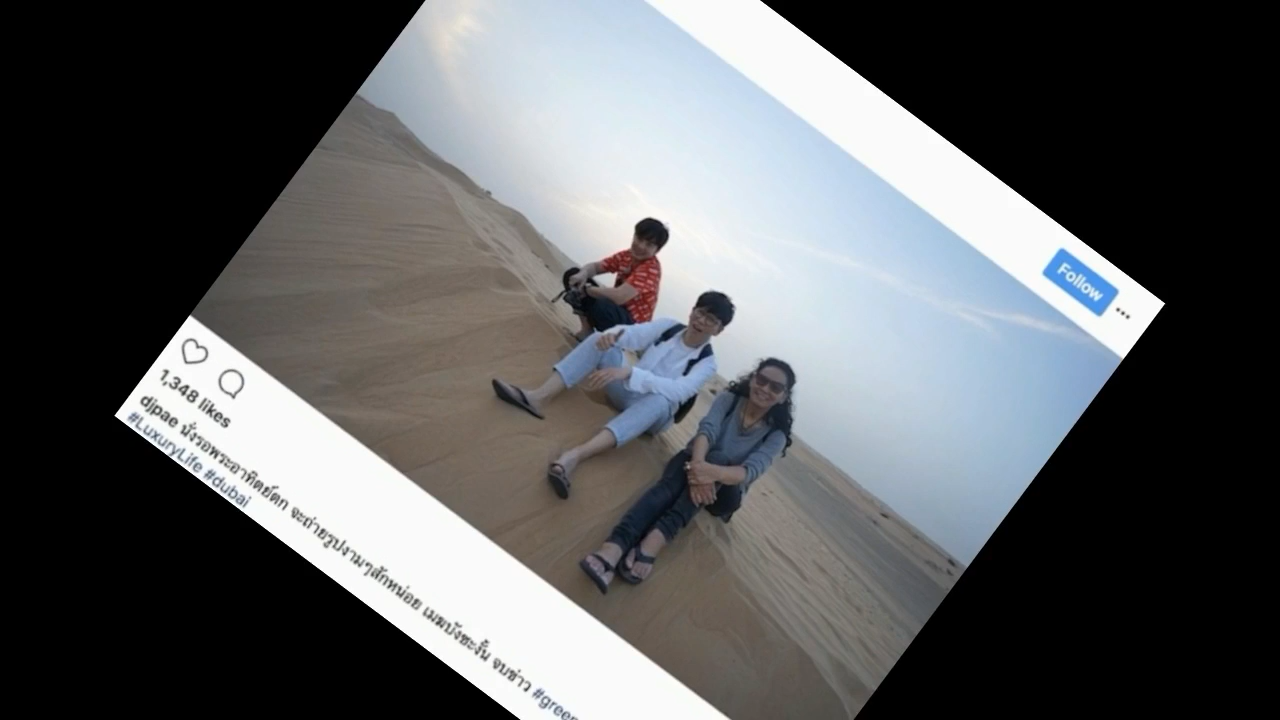 Follow
1,348 likes
djpae นั่งรอพระอาทิตย์ตก จะถ่ายรูปงามๆสักหน่อย เมฆบังซะงั้น จบข่าว
#LuxuryLife #dubai